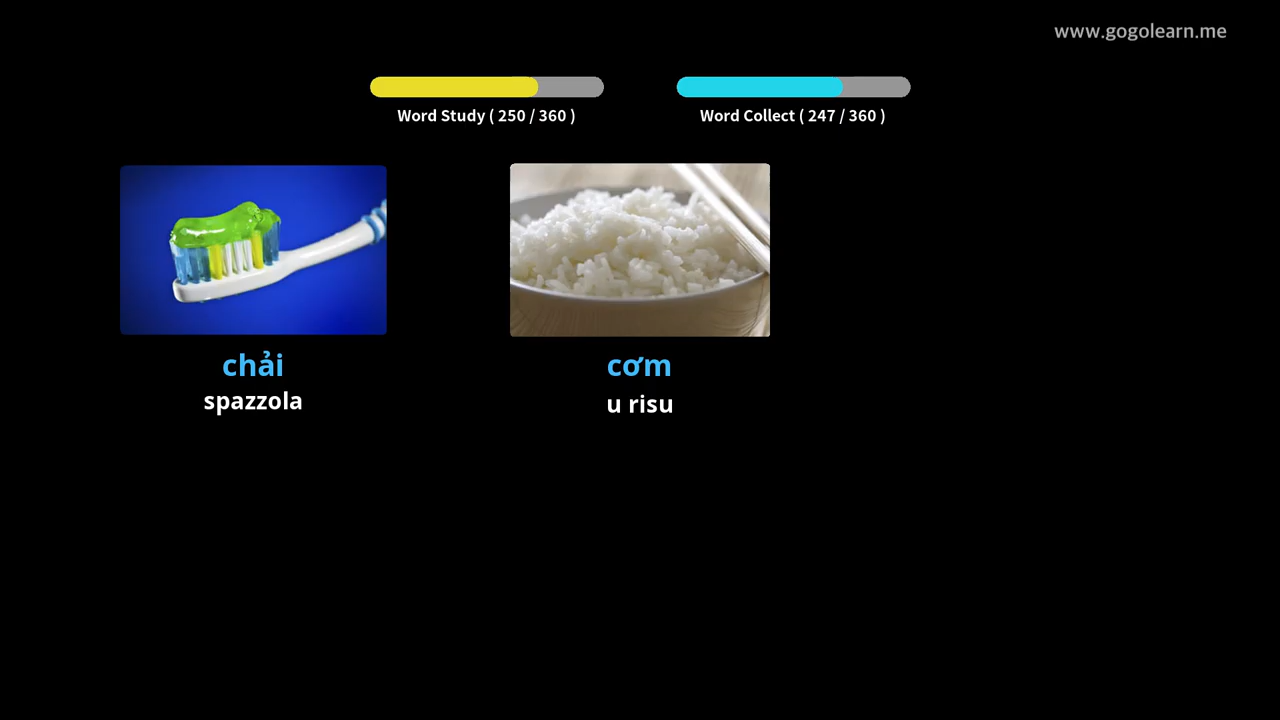 www.gogolearn.me
Word Study ( 250 / 360 )
Word Collect ( 247 / 360 )
chải
spazzola
cơm
u risu